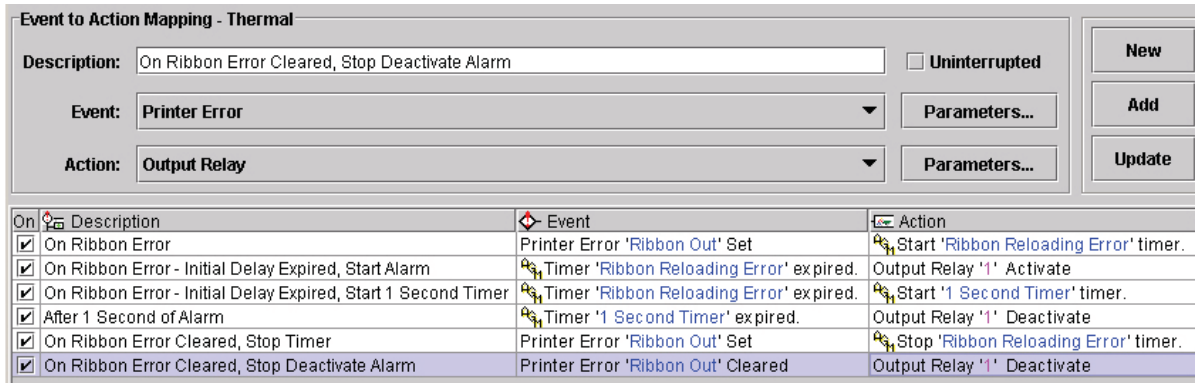 Event to Action Mapping - Thermal
Description: On Ribbon Error Cleared, Stop Deactivate Alarm Uninterrupted New
Event: Printer Error Parameters... Add
Action: Output Relay Parameters... Update
On Description Event Action
On Ribbon Error Printer Error 'Ribbon Out' Set Start 'Ribbon Reloading Error' timer.
On Ribbon Error - Initial Delay Expired, Start Alarm Timer 'Ribbon Reloading Error' expired. Output Relay '1' Activate
On Ribbon Error - Initial Delay Expired, Start 1 Second Timer Timer 'Ribbon Reloading Error' expired. Start '1 Second Timer' timer.
After 1 Second of Alarm Timer '1 Second Timer' expired. Output Relay '1' Deactivate
On Ribbon Error Cleared, Stop Timer Printer Error 'Ribbon Out' Set Stop 'Ribbon Reloading Error' timer.
On Ribbon Error Cleared, Stop Deactivate Alarm Printer Error 'Ribbon Out' Cleared Output Relay '1' Deactivate